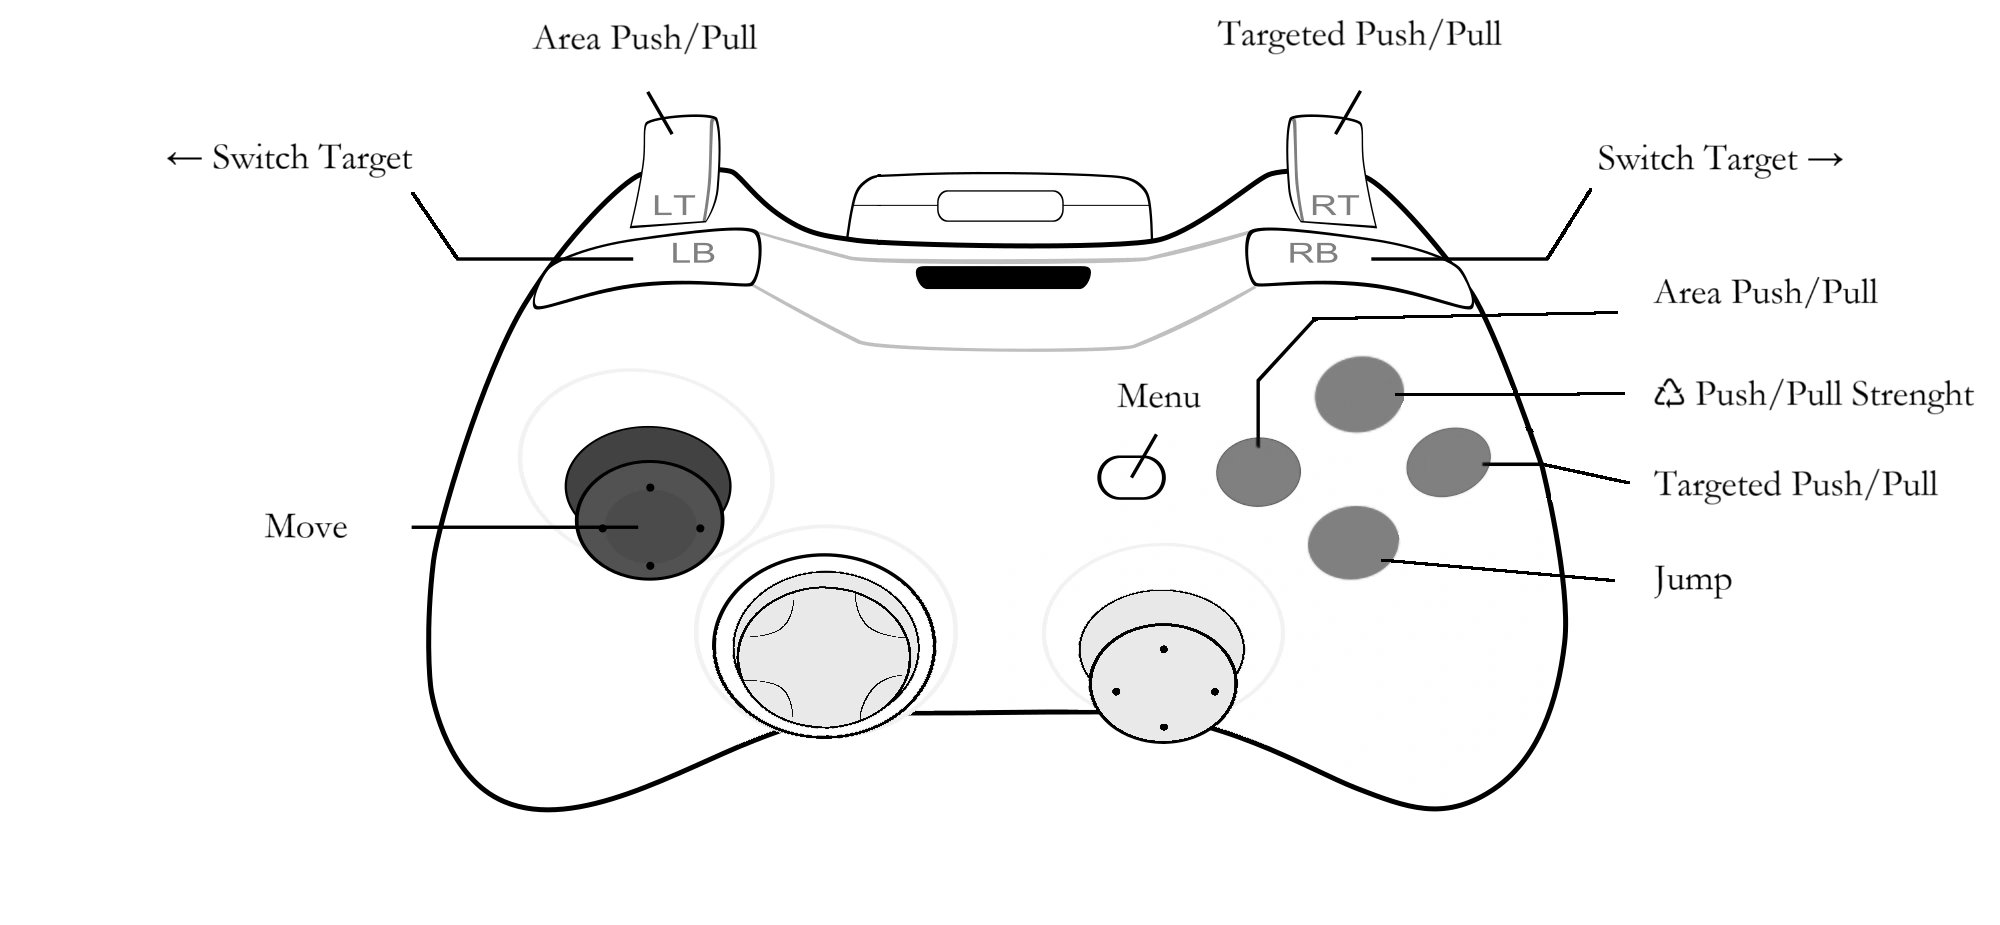 Area Push/Pull
Targeted Push/Pull
← Switch Target
Switch Target →
LT
RT
LB
RB
Area Push/Pull
Menu
♺ Push/Pull Strenght
Targeted Push/Pull
Move
Jump